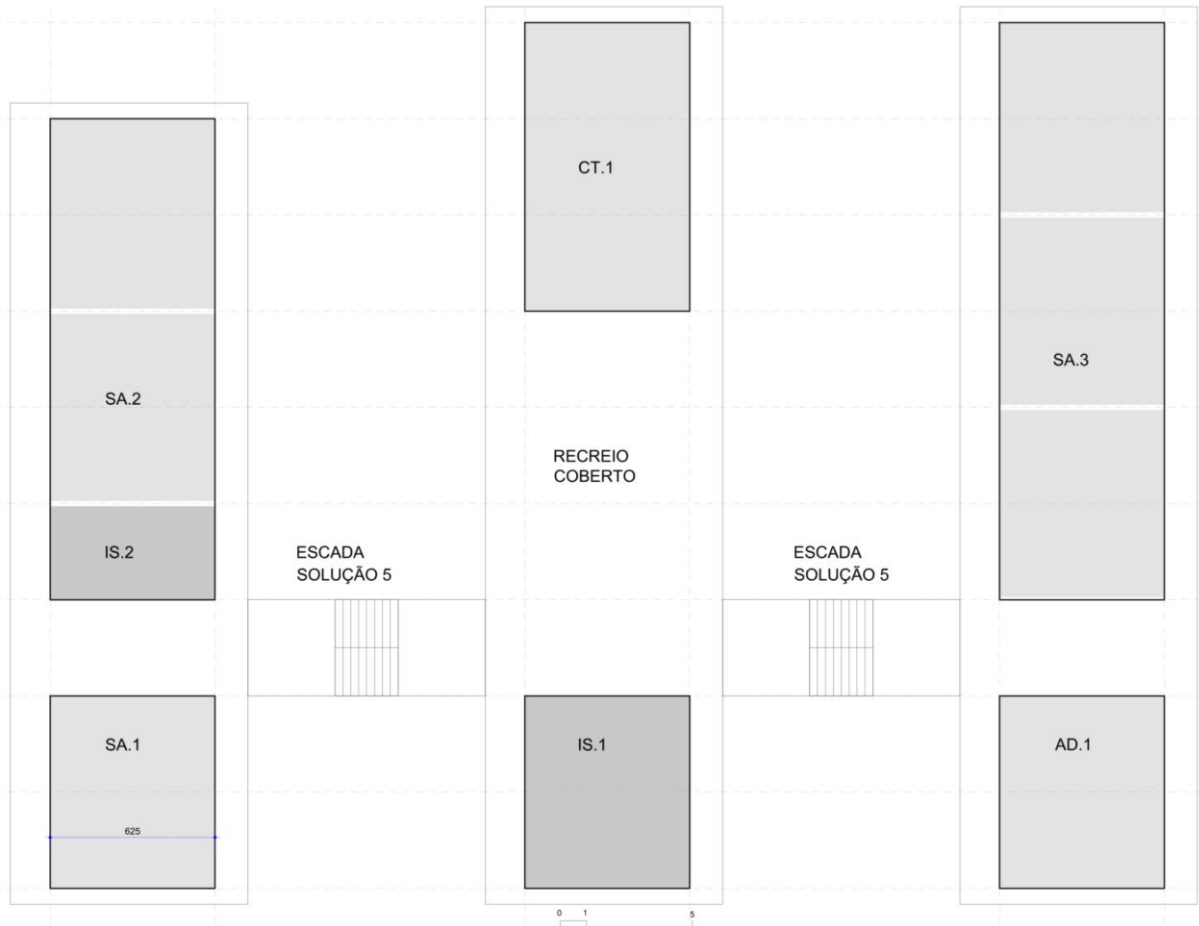 CT.1
SA.2
SA.3
RECREIO
COBERTO
IS.2
ESCADA
SOLUÇÃO 5
ESCADA
SOLUÇÃO 5
SA.1
IS.1
AD.1
625
0 1 5